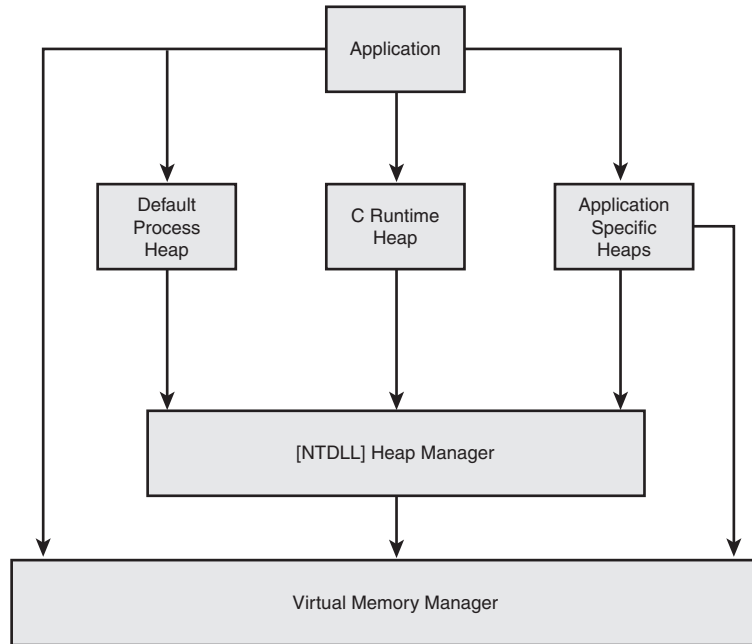 Application
Default
Process
Heap
C Runtime
Heap
Application
Specific
Heaps
[NTDLL] Heap Manager
Virtual Memory Manager